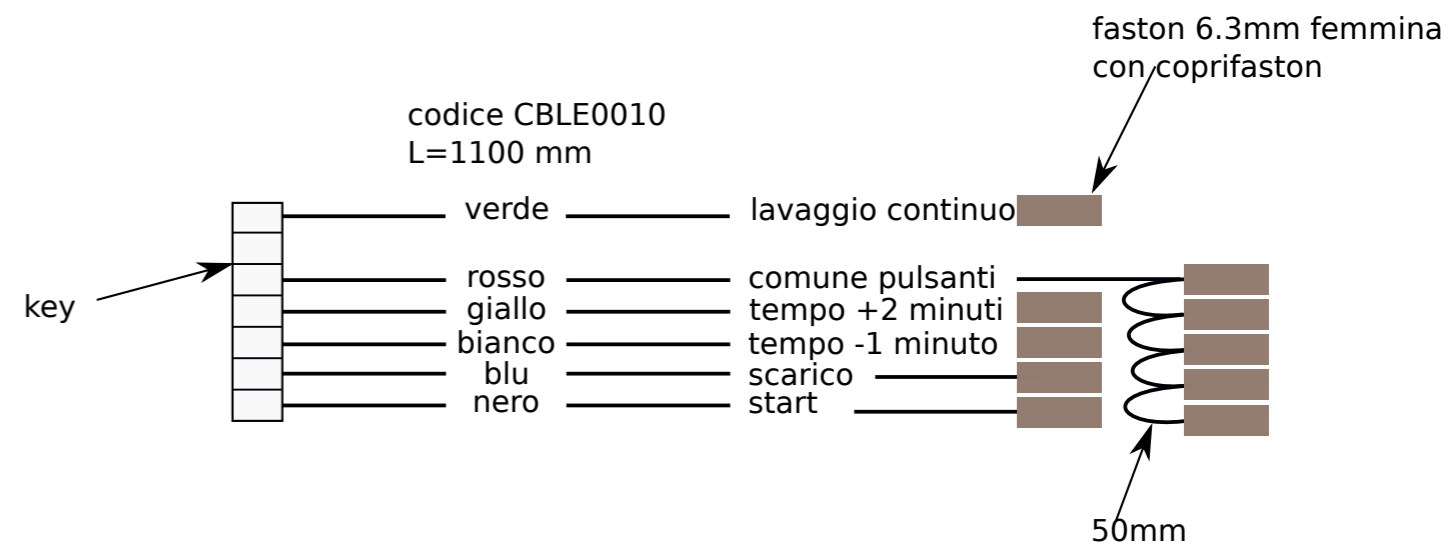 faston 6.3mm femmina
con coprifaston
codice CBLE0010
L=1100 mm
verde lavaggio continuo
key
rosso comune pulsanti
giallo tempo +2 minuti
bianco tempo -1 minuto
blu scarico
nero start
50mm